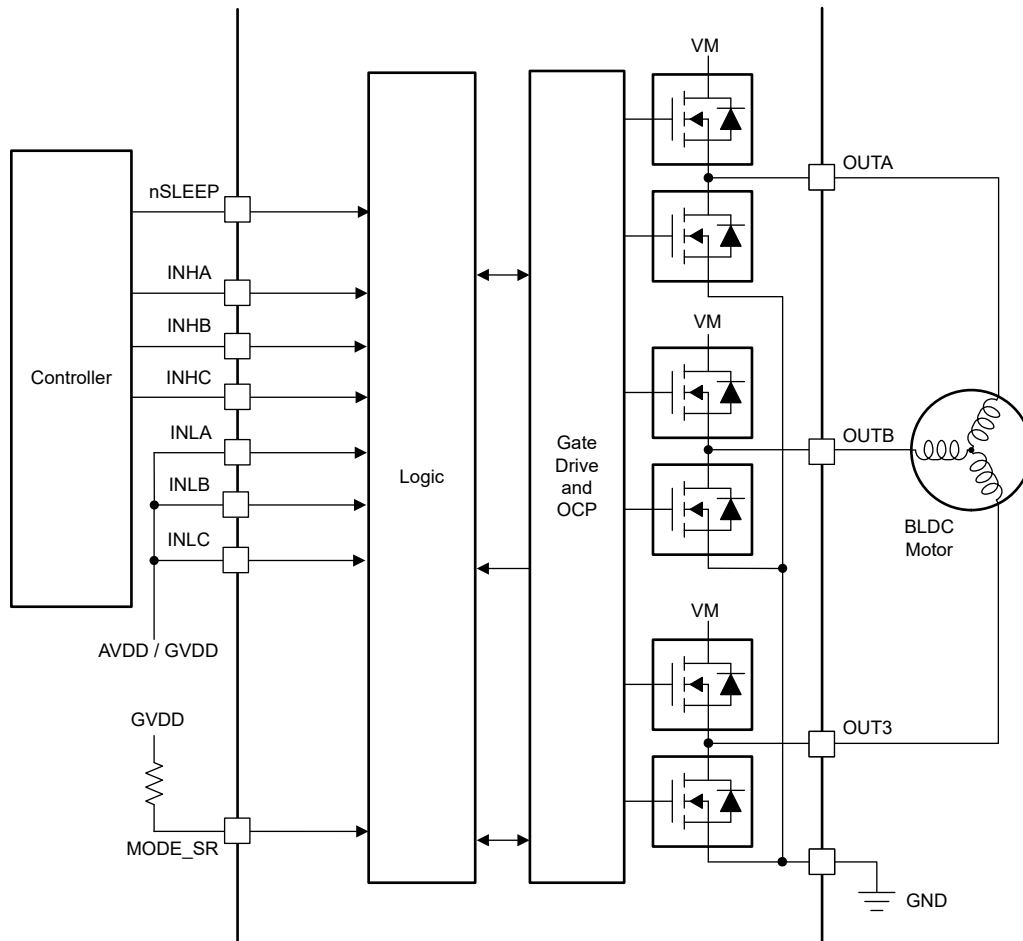 VM
OUTA
nSLEEP
INHA
INHB
VM
Controller
INHC
OUTB
INLA
Logic
Gate
Drive
and
OCP
INLB
BLDC
Motor
INLC
VM
AVDD / GVDD
GVDD
OUT3
MODE_SR
GND